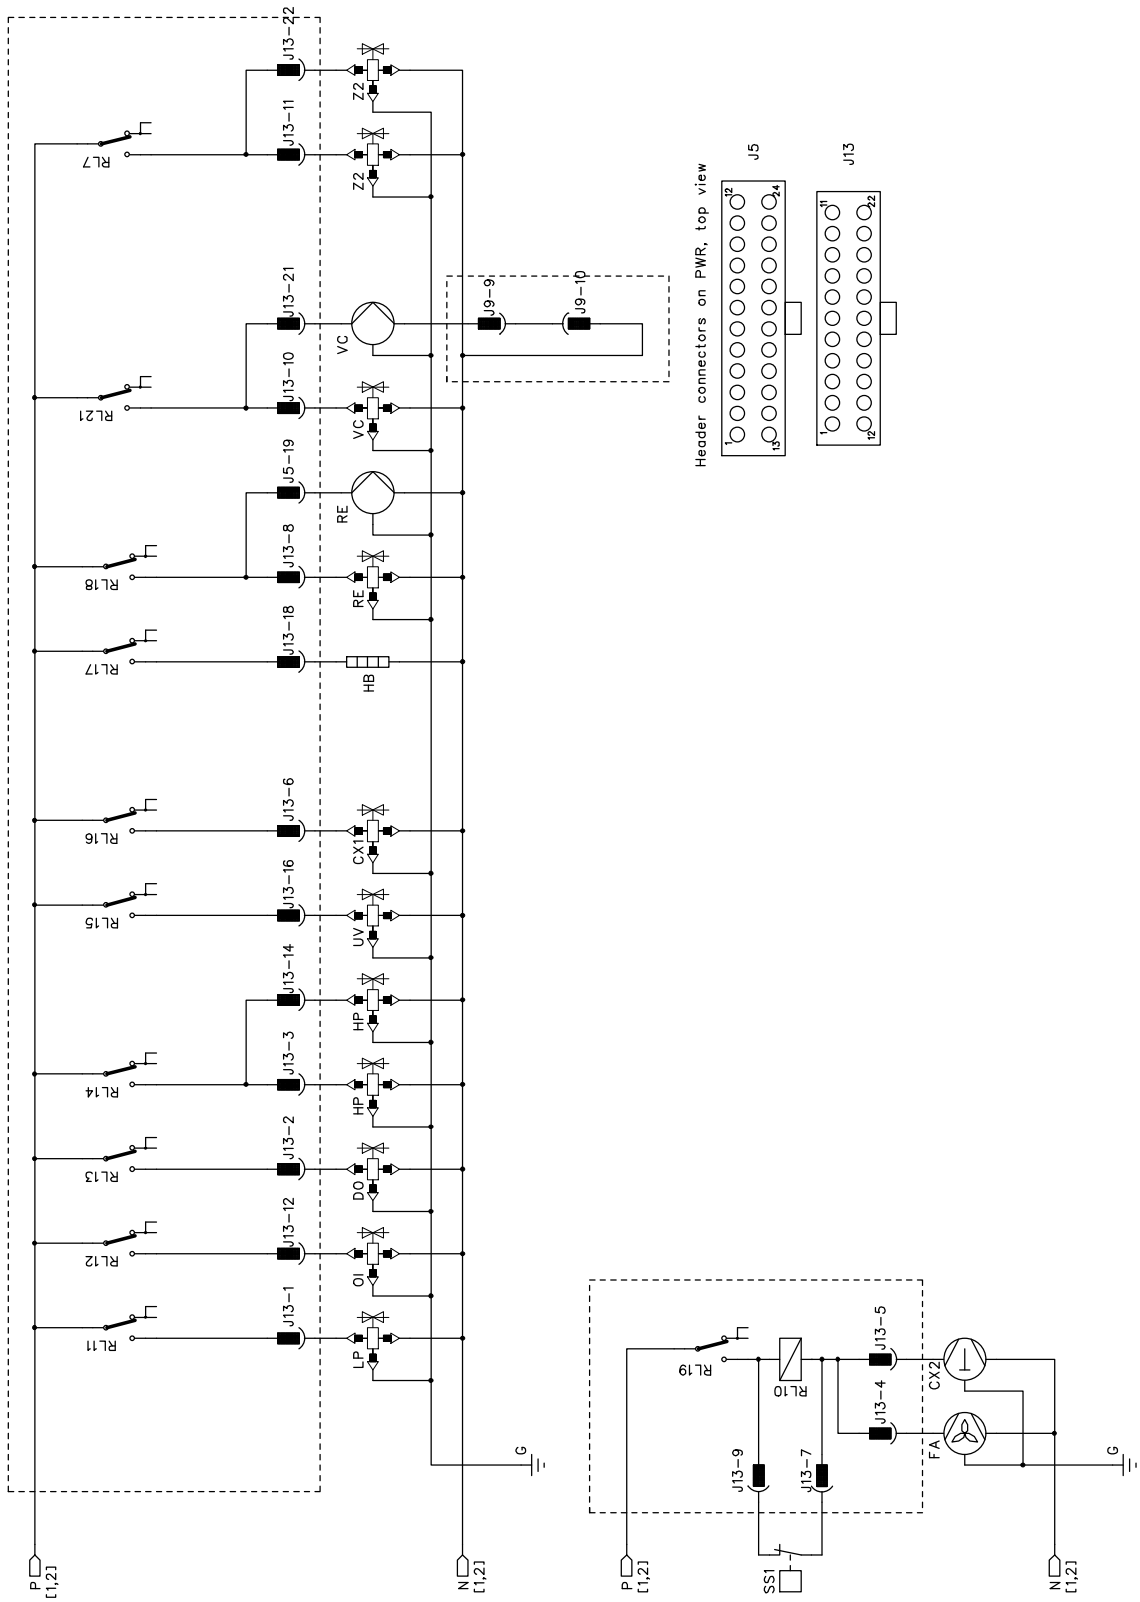 P
[1,2]
RL11
RL12
RL13
RL14
RL15
RL16
RL17
RL18
RL21
RL7
J13-1
J13-12
J13-2
J13-3
J13-14
J13-16
J13-6
J13-18
J13-8
J5-19
J13-10
J13-21
J13-11
J13-22
LP
OI
DO
HP
HP
UV
CX1
HB
RE
RE
VC
VC
Z2
Z2
G
N
[1,2]
J9-9
J9-10
P
[1,2]
SS1
RL19
RL10
J13-9
J13-7
J13-4
J13-5
FA
CX2
G
N
[1,2]
Header connectors on PWR, top view
1
12
13
24
J5
1
11
12
22
J13